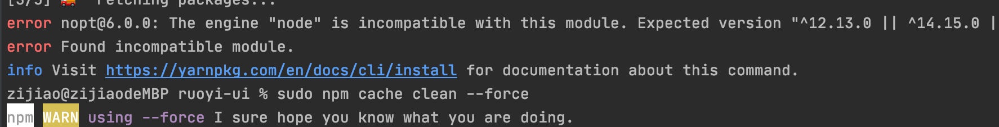 [3/5] 🚚  Fetching packages...
error nopt@6.0.0: The engine "node" is incompatible with this module. Expected version "^12.13.0 || ^14.15.0 |
error Found incompatible module.
info Visit https://yarnpkg.com/en/docs/cli/install for documentation about this command.
zijiao@zijiaodeMBP ruoyi-ui % sudo npm cache clean --force
npm WARN using --force I sure hope you know what you are doing.